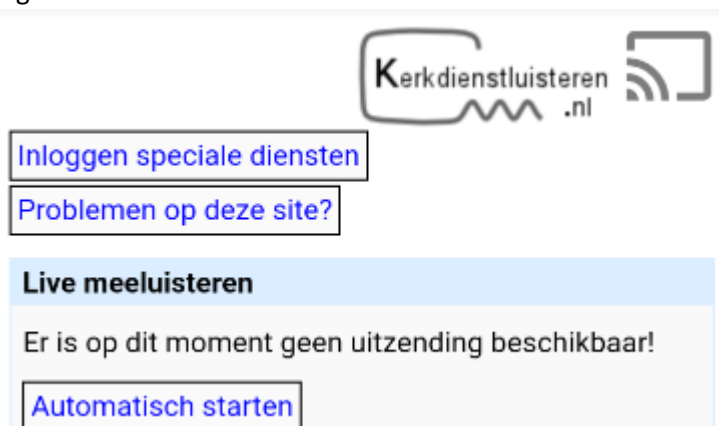 Kerkdienstluisteren
.nl
Inloggen speciale diensten
Problemen op deze site?
Live meeluisteren
Er is op dit moment geen uitzending beschikbaar!
Automatisch starten